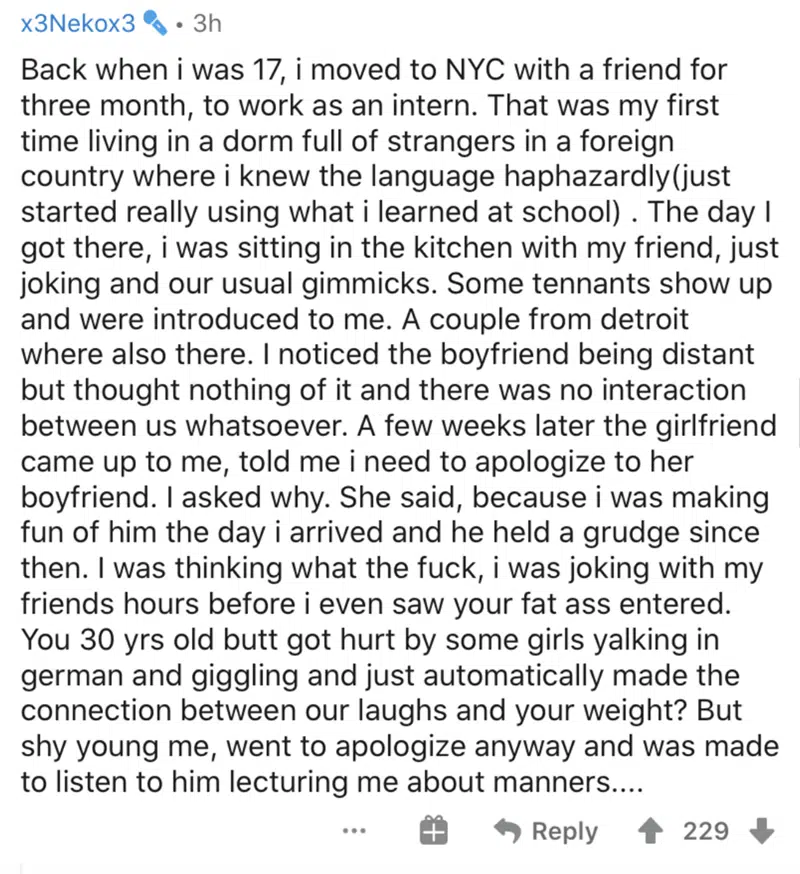 x3Nekox3 • 3h
Back when i was 17, i moved to NYC with a friend for
three month, to work as an intern. That was my first
time living in a dorm full of strangers in a foreign
country where i knew the language haphazardly(just
started really using what i learned at school) . The day I
got there, i was sitting in the kitchen with my friend, just
joking and our usual gimmicks. Some tennants show up
and were introduced to me. A couple from detroit
where also there. I noticed the boyfriend being distant
but thought nothing of it and there was no interaction
between us whatsoever. A few weeks later the girlfriend
came up to me, told me i need to apologize to her
boyfriend. I asked why. She said, because i was making
fun of him the day i arrived and he held a grudge since
then. I was thinking what the fuck, i was joking with my
friends hours before i even saw your fat ass entered.
You 30 yrs old butt got hurt by some girls yalking in
german and giggling and just automatically made the
connection between our laughs and your weight? But
shy young me, went to apologize anyway and was made
to listen to him lecturing me about manners....
... Reply 229